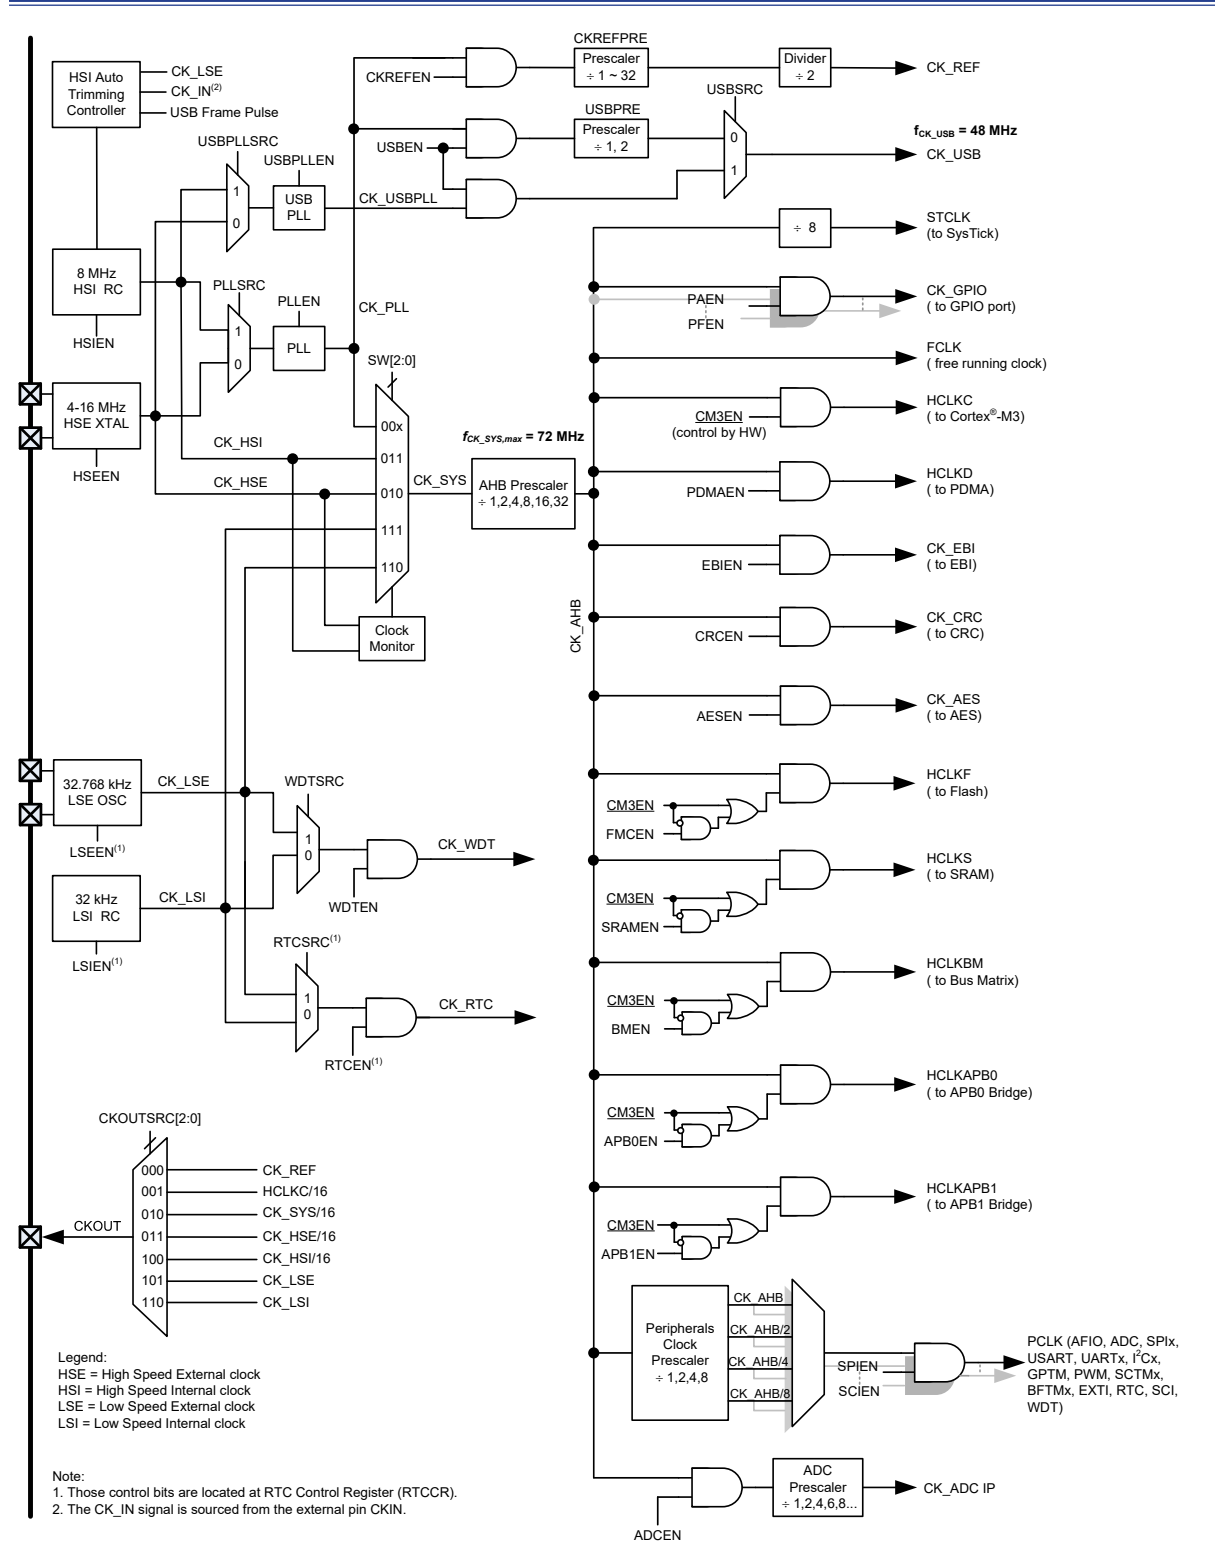 CKREFPRE
HSI Auto
Trimming
Controller
CK_LSE
CK_IN(2)
USB Frame Pulse
CKREFEN
Prescaler
÷ 1 ~ 32
Divider
÷ 2
CK_REF
USBSRC
USBPRE
Prescaler
÷ 1, 2
USBEN
0
1
fCK_USB = 48 MHz
CK_USB
USBPLLSRC
USBPLLEN
1
0
USB
PLL
CK_USBPLL
÷ 8
STCLK
(to SysTick)
8 MHz
HSI RC
HSIEN
PLLSRC
PLLEN
1
0
PLL
CK_PLL
PAEN
PFEN
CK_GPIO
( to GPIO port)
FCLK
( free running clock)
SW[2:0]
4-16 MHz
HSE XTAL
HSEEN
CK_HSI
CK_HSE
00x
011
010
111
110
CK_SYS
fCK_SYS,max = 72 MHz
AHB Prescaler
÷ 1,2,4,8,16,32
Clock
Monitor
CK_AHB
CM3EN
(control by HW)
HCLKC
( to Cortex®-M3)
PDMAEN
HCLKD
( to PDMA)
EBIEN
CK_EBI
( to EBI)
CRCEN
CK_CRC
( to CRC)
AESEN
CK_AES
( to AES)
32.768 kHz
LSE OSC
LSEEN(1)
CK_LSE
WDTSRC
1
0
WDTEN
CK_WDT
32 kHz
LSI RC
LSIEN(1)
CK_LSI
RTCSRC(1)
1
0
RTCEN(1)
CK_RTC
CM3EN
FMCEN
HCLKF
( to Flash)
CM3EN
SRAMEN
HCLKS
( to SRAM)
CM3EN
BMEN
HCLKBM
( to Bus Matrix)
CM3EN
APB0EN
HCLKAPB0
( to APB0 Bridge)
CM3EN
APB1EN
HCLKAPB1
( to APB1 Bridge)
CKOUTSRC[2:0]
CKOUT
000 CK_REF
001 HCLKC/16
010 CK_SYS/16
011 CK_HSE/16
100 CK_HSI/16
101 CK_LSE
110 CK_LSI
Peripherals
Clock
Prescaler
÷ 1,2,4,8
CK_AHB
CK_AHB/2
CK_AHB/4
CK_AHB/8
SPIEN
SCIEN
PCLK (AFIO, ADC, SPIx,
USART, UARTx, I2Cx,
GPTM, PWM, SCTMx,
BFTMx, EXTI, RTC, SCI,
WDT)
ADCEN
ADC
Prescaler
÷ 1,2,4,6,8...
CK_ADC IP
Legend:
HSE = High Speed External clock
HSI = High Speed Internal clock
LSE = Low Speed External clock
LSI = Low Speed Internal clock
Note:
1. Those control bits are located at RTC Control Register (RTCCR).
2. The CK_IN signal is sourced from the external pin CKIN.